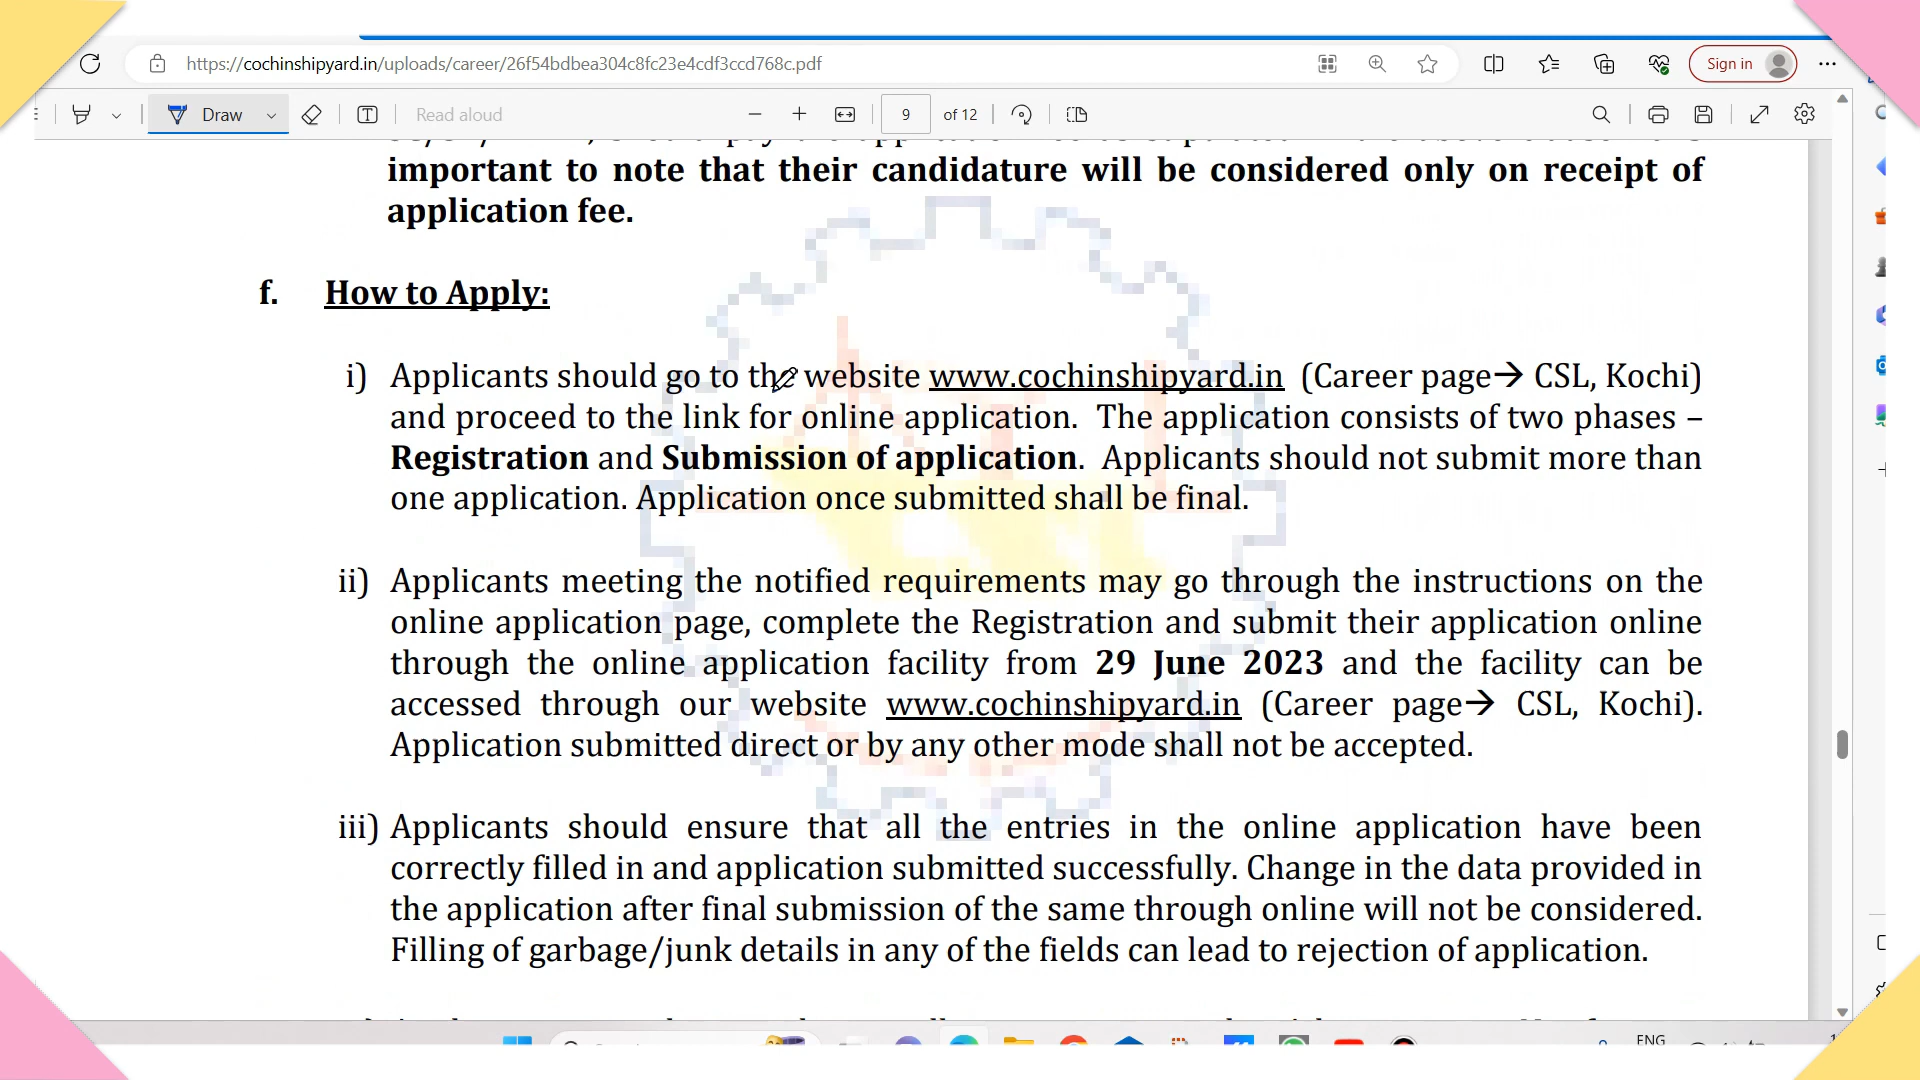 https://cochinshipyard.in/uploads/career/26f54bdbea304c8fc23e4cdf3ccd768c.pdf
Sign in
Draw
Read aloud
9 of 12
important to note that their candidature will be considered only on receipt of
application fee.
f. How to Apply:
i) Applicants should go to the website www.cochinshipyard.in (Career page→ CSL, Kochi)
and proceed to the link for online application. The application consists of two phases –
Registration and Submission of application. Applicants should not submit more than
one application. Application once submitted shall be final.
ii) Applicants meeting the notified requirements may go through the instructions on the
online application page, complete the Registration and submit their application online
through the online application facility from 29 June 2023 and the facility can be
accessed through our website www.cochinshipyard.in (Career page→ CSL, Kochi).
Application submitted direct or by any other mode shall not be accepted.
iii) Applicants should ensure that all the entries in the online application have been
correctly filled in and application submitted successfully. Change in the data provided in
the application after final submission of the same through online will not be considered.
Filling of garbage/junk details in any of the fields can lead to rejection of application.
ENG